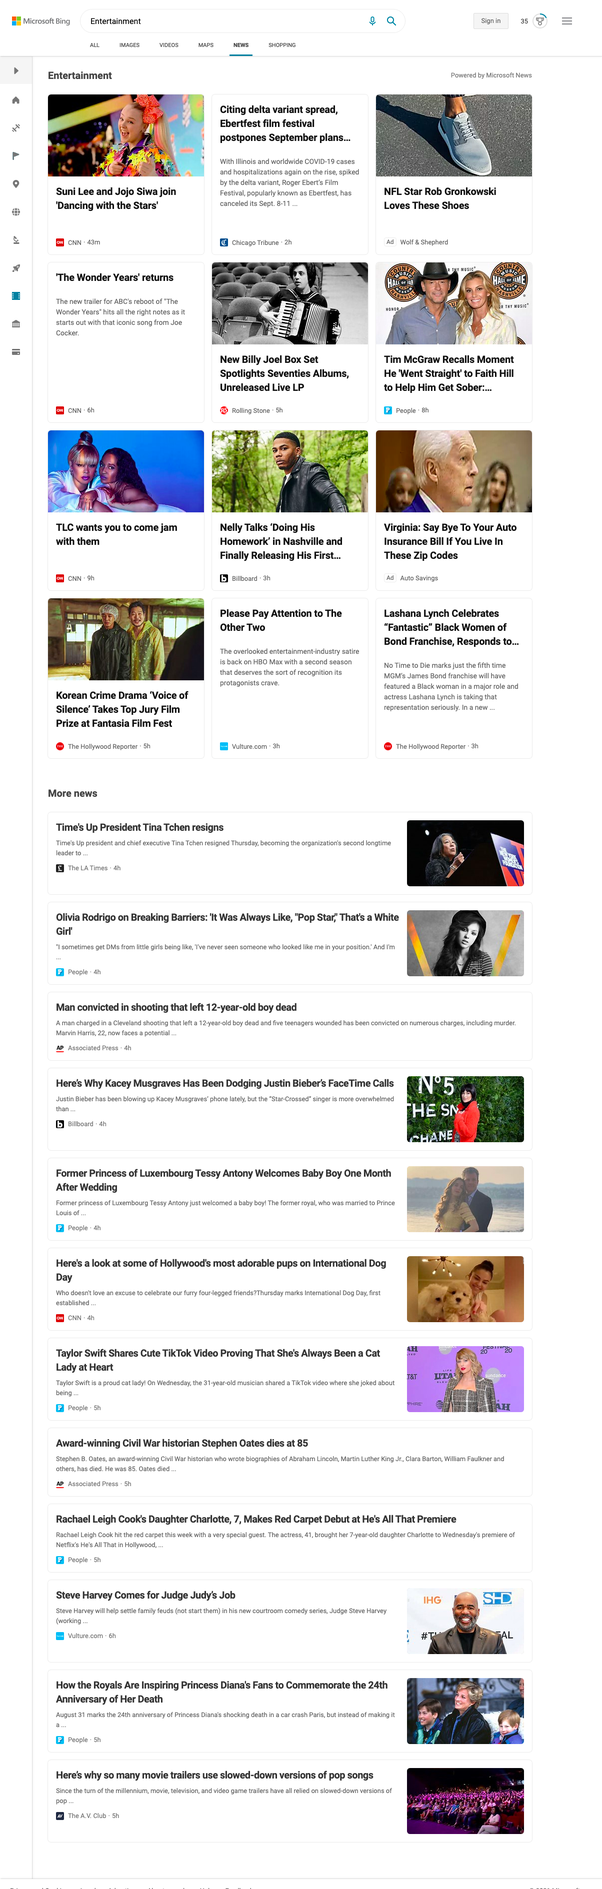 Microsoft Bing
Entertainment
Sign in
35
ALL
IMAGES
VIDEOS
MAPS
NEWS
SHOPPING
Entertainment
Powered by Microsoft News
Suni Lee and Jojo Siwa join
'Dancing with the Stars'
CNN · 43m
Citing delta variant spread,
Ebertfest film festival
postpones September plans...
With Illinois and worldwide COVID-19 cases
and hospitalizations again on the rise, spiked
by the delta variant, Roger Ebert's Film
Festival, popularly known as Ebertfest, has
canceled its Sept. 8-11 ...
Chicago Tribune · 2h
NFL Star Rob Gronkowski
Loves These Shoes
Ad Wolf & Shepherd
'The Wonder Years' returns
The new trailer for ABC's reboot of "The
Wonder Years" hits all the right notes as it
starts out with that iconic song from Joe
Cocker.
CNN · 6h
New Billy Joel Box Set
Spotlights Seventies Albums,
Unreleased Live LP
Rolling Stone · 5h
Tim McGraw Recalls Moment
He 'Went Straight' to Faith Hill
to Help Him Get Sober:...
People · 8h
TLC wants you to come jam
with them
CNN · 9h
Nelly Talks 'Doing His
Homework' in Nashville and
Finally Releasing His First...
Billboard · 3h
Virginia: Say Bye To Your Auto
Insurance Bill If You Live In
These Zip Codes
Ad Auto Savings
Korean Crime Drama 'Voice of
Silence' Takes Top Jury Film
Prize at Fantasia Film Fest
The Hollywood Reporter · 5h
Please Pay Attention to The
Other Two
The overlooked entertainment-industry satire
is back on HBO Max with a second season
that deserves the sort of recognition its
protagonists crave.
Vulture.com · 3h
Lashana Lynch Celebrates
“Fantastic” Black Women of
Bond Franchise, Responds to...
No Time to Die marks just the fifth time
MGM's James Bond franchise will have
featured a Black woman in a major role and
actress Lashana Lynch is taking that
representation seriously. In a new ...
The Hollywood Reporter · 3h
More news
Time's Up President Tina Tchen resigns
Time's Up president and chief executive Tina Tchen resigned Thursday, becoming the organization's second longtime
leader to ...
The LA Times · 4h
Olivia Rodrigo on Breaking Barriers: 'It Was Always Like, "Pop Star," That's a White
Girl'
"I sometimes get DMs from little girls being like, 'I've never seen someone who looked like me in your position.' And I'm
...
People · 4h
Man convicted in shooting that left 12-year-old boy dead
A man charged in a Cleveland shooting that left a 12-year-old boy dead and five teenagers wounded has been convicted on numerous charges, including murder.
Marvin Harris, 22, now faces a potential ...
AP Associated Press · 4h
Here's Why Kacey Musgraves Has Been Dodging Justin Bieber's FaceTime Calls
Justin Bieber has been blowing up Kacey Musgraves' phone lately, but the "Star-Crossed" singer is more overwhelmed
than ...
Billboard · 4h
N°5
THE SN
CHANE
Former Princess of Luxembourg Tessy Antony Welcomes Baby Boy One Month
After Wedding
Former princess of Luxembourg Tessy Antony just welcomed a baby boy! The former royal, who was married to Prince
Louis of ...
People · 4h
Here's a look at some of Hollywood's most adorable pups on International Dog
Day
Who doesn't love an excuse to celebrate our furry four-legged friends?Thursday marks International Dog Day, first
established ...
CNN · 4h
Taylor Swift Shares Cute TikTok Video Proving That She's Always Been a Cat
Lady at Heart
Taylor Swift is a proud cat lady! On Wednesday, the 31-year-old musician shared a TikTok video where she joked about
being ...
People · 5h
Award-winning Civil War historian Stephen Oates dies at 85
Stephen B. Oates, an award-winning Civil War historian who wrote biographies of Abraham Lincoln, Martin Luther King Jr., Clara Barton, William Faulkner and
others, has died. He was 85. Oates died ...
AP Associated Press · 5h
Rachael Leigh Cook's Daughter Charlotte, 7, Makes Red Carpet Debut at He's All That Premiere
Rachael Leigh Cook hit the red carpet this week with a very special guest. The actress, 41, brought her 7-year-old daughter Charlotte to Wednesday's premiere of
Netflix's He's All That in Hollywood, ...
People · 5h
Steve Harvey Comes for Judge Judy's Job
Steve Harvey will help settle family feuds (not start them) in his new courtroom comedy series, Judge Steve Harvey
(working ...
Vulture.com · 6h
IHG
How the Royals Are Inspiring Princess Diana's Fans to Commemorate the 24th
Anniversary of Her Death
August 31 marks the 24th anniversary of Princess Diana's shocking death in a car crash Paris, but instead of making it
a ...
People · 5h
Here's why so many movie trailers use slowed-down versions of pop songs
Since the turn of the millennium, movie, television, and video game trailers have all relied on slowed-down versions of
pop ...
The A.V. Club · 5h